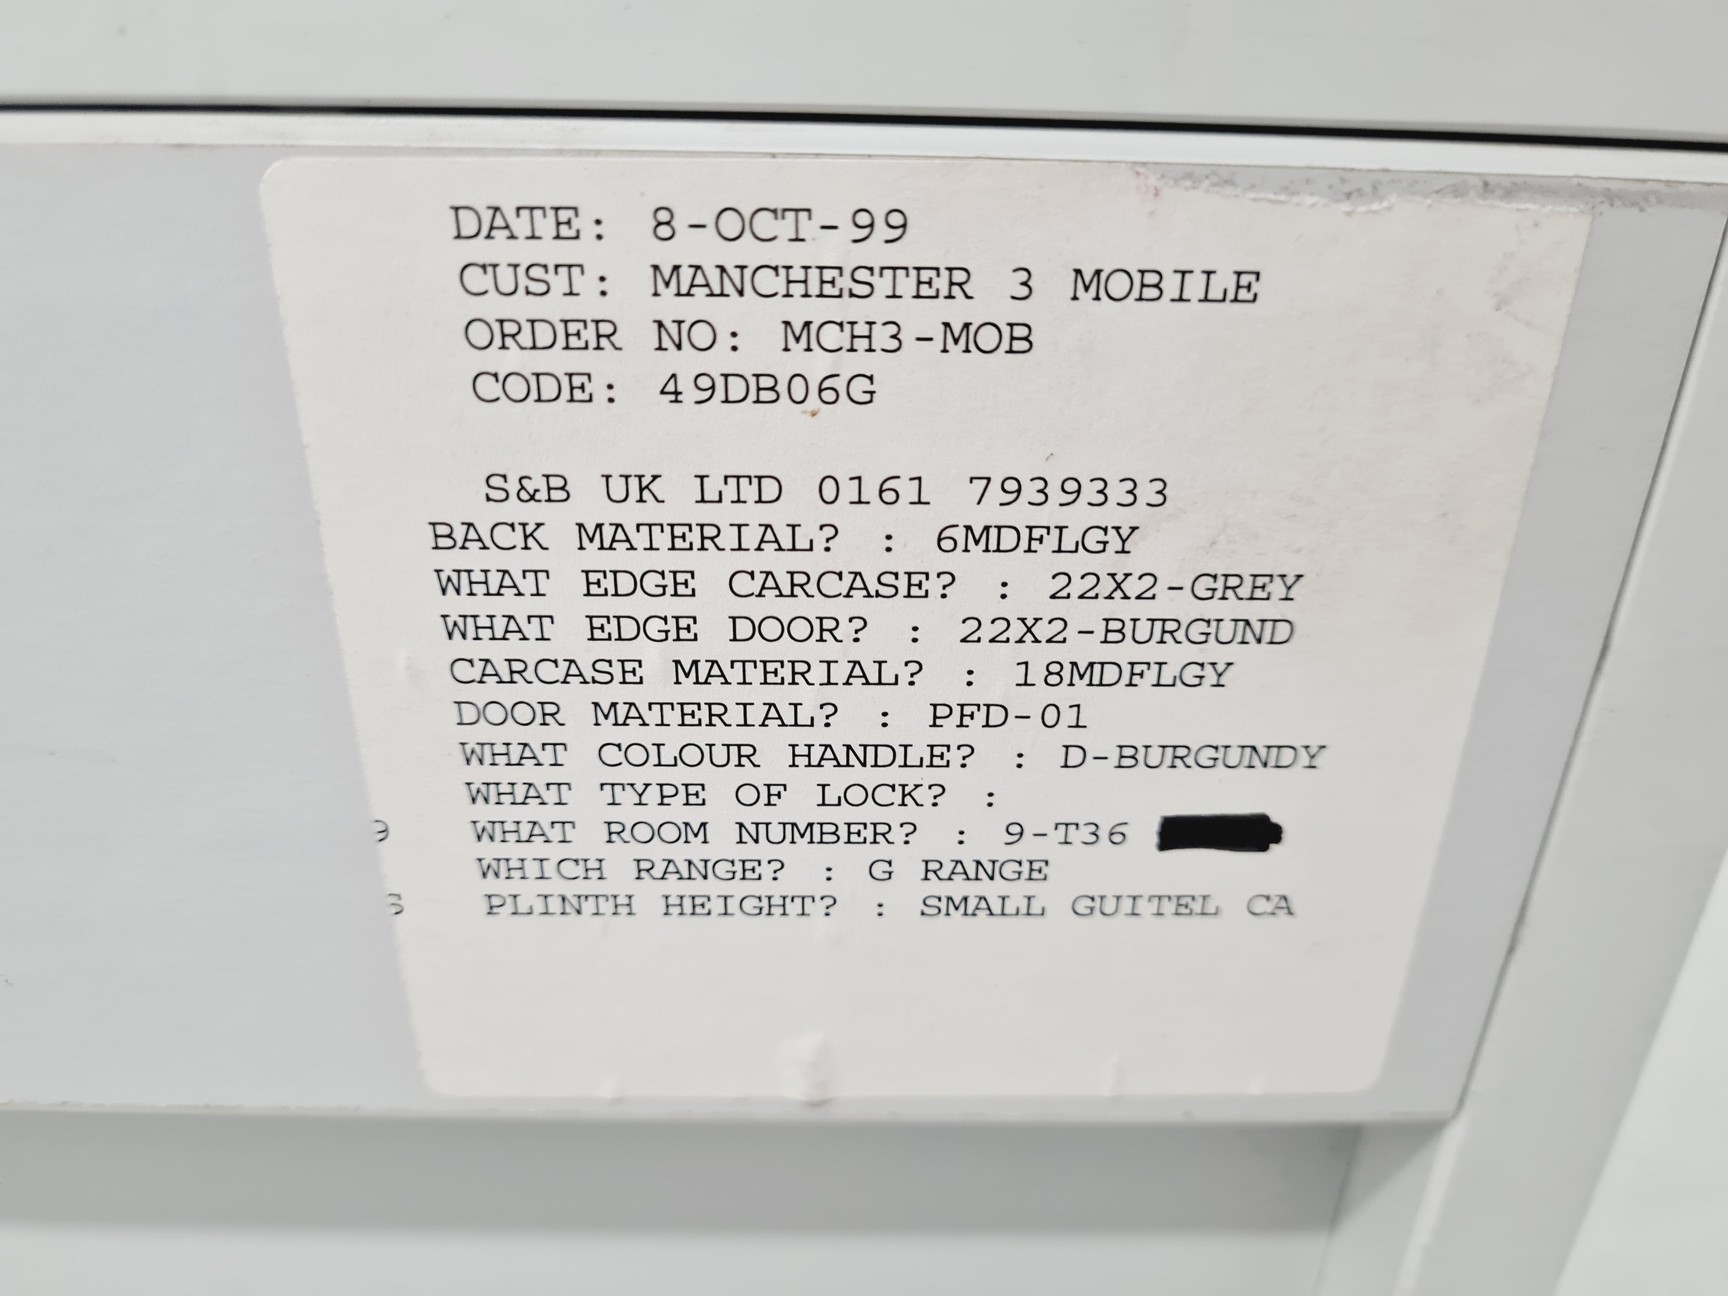 DATE: 8-OCT-99
CUST: MANCHESTER 3 MOBILE
ORDER NO: MCH3-MOB
CODE: 49DB06G
S&B UK LTD 0161 7939333
BACK MATERIAL? : 6MDFLGY
WHAT EDGE CARCASE? : 22X2-GREY
WHAT EDGE DOOR? : 22X2-BURGUND
CARCASE MATERIAL? : 18MDFLGY
DOOR MATERIAL? : PFD-01
WHAT COLOUR HANDLE? : D-BURGUNDY
WHAT TYPE OF LOCK? :
9 WHAT ROOM NUMBER? : 9-T36
WHICH RANGE? : G RANGE
S PLINTH HEIGHT? : SMALL GUITEL CA